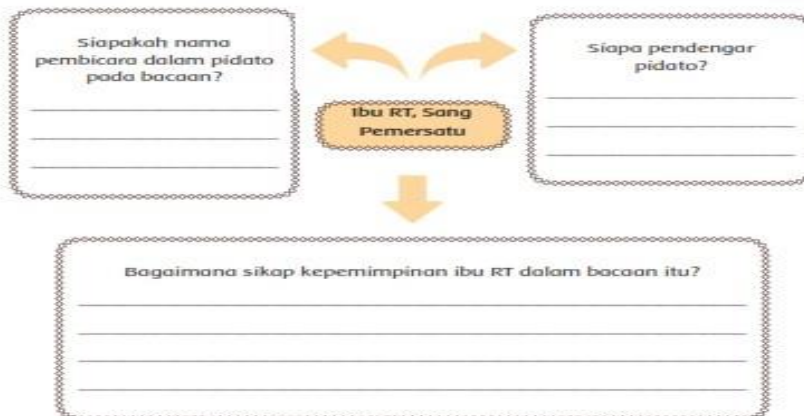 Siapakah nama
pembicara dalam pidato
pada bacaan?
Siapa pendengar
pidato?
Ibu RT, Sang
Pemersatu
Bagaimana sikap kepemimpinan ibu RT dalam bacaan itu?